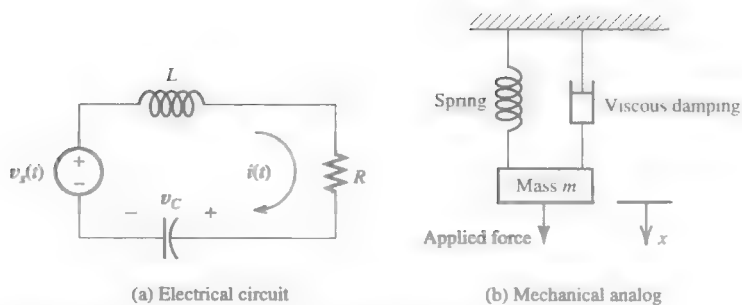 L
+
−
v_s(t)
i(t)
R
− v_C +
(a) Electrical circuit
Spring
Viscous damping
Mass m
Applied force
x
(b) Mechanical analog